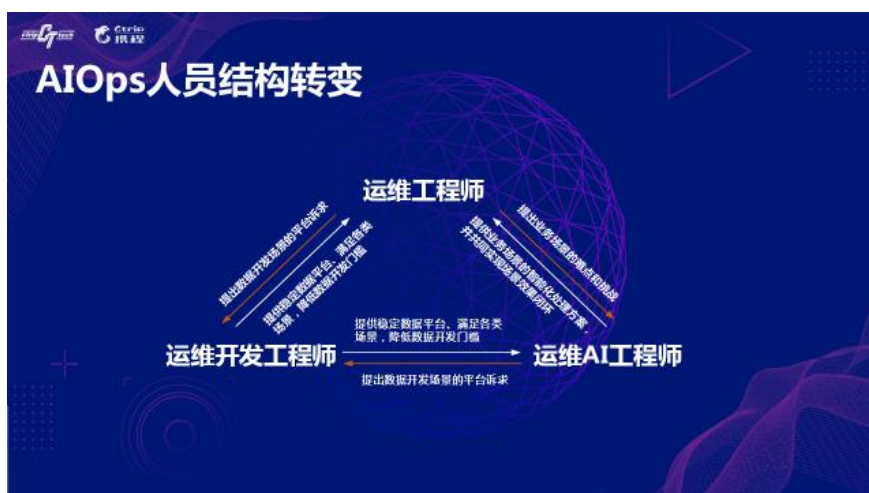 Ctrip
携程
AIOps人员结构转变
运维工程师
提出数据开发场景的平台诉求
提供稳定数据平台、满足各类
场景，降低数据开发门槛
提出业务场景的难点和挑战
提供业务场景的智能化处理方案，
并共同实现场景效果闭环
提供稳定数据平台、满足各类
场景，降低数据开发门槛
运维开发工程师
运维AI工程师
提出数据开发场景的平台诉求